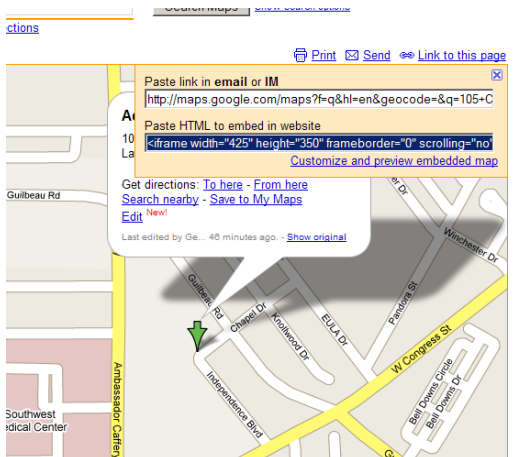 Search Maps Show search options
ections
Print Send Link to this page
Paste link in email or IM
http://maps.google.com/maps?f=q&hl=en&geocode=&q=105+C
Paste HTML to embed in website
<iframe width="425" height="350" frameborder="0" scrolling="no"
Customize and preview embedded map
A
10
La
Get directions: To here - From here
Search nearby - Save to My Maps
Edit New!
Last edited by Ge... 46 minutes ago. - Show original
Guilbeau Rd
Dr
Winchester Dr
Guilbeau Rd
Chapel Dr
Knollwood Dr
EULA Dr
Pandora St
W Congress St
Independence Blvd
Bell Downs Circle
Bell Downs Dr
Ambassador Caffery
Southwest
edical Center